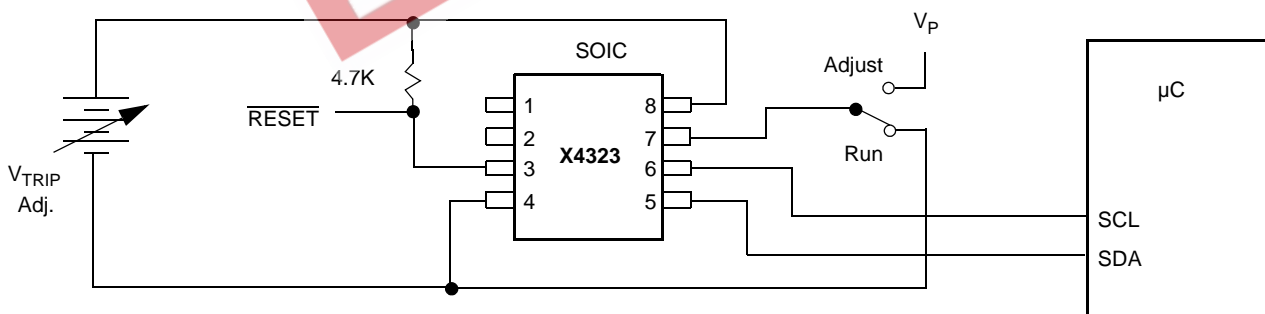 V_P
SOIC
Adjust
4.7K
µC
RESET
1
8
2
7
X4323
Run
3
6
V_TRIP
Adj.
4
5
SCL
SDA